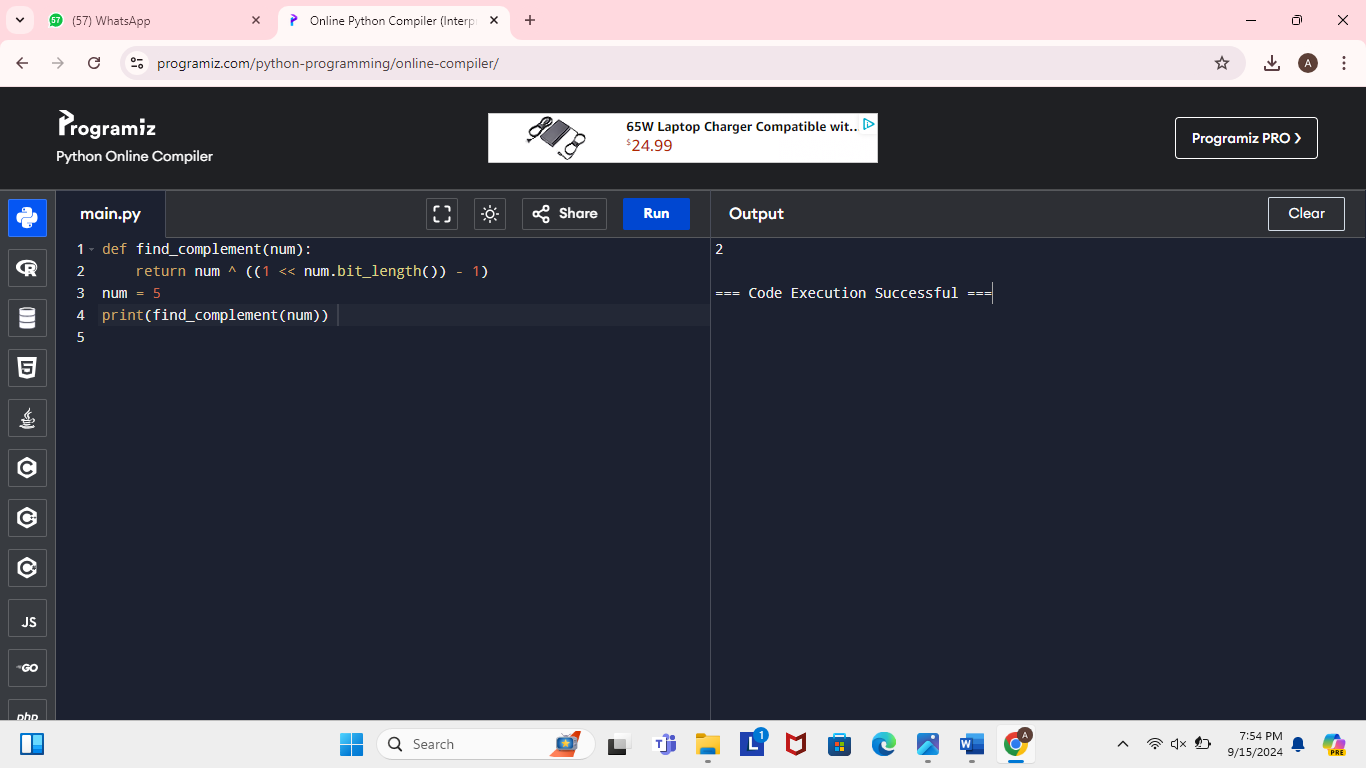 (57) WhatsApp
Online Python Compiler (Interp
programiz.com/python-programming/online-compiler/
A
Programiz
Python Online Compiler
65W Laptop Charger Compatible wit..
$24.99
Programiz PRO
main.py
Share
Run
Output
Clear
1 def find_complement(num):
2     return num ^ ((1 << num.bit_length()) - 1)
3 num = 5
4 print(find_complement(num))
5
2
=== Code Execution Successful ===
R
5
C
C
C
JS
GO
php
Search
1
A
7:54 PM
9/15/2024
PRE